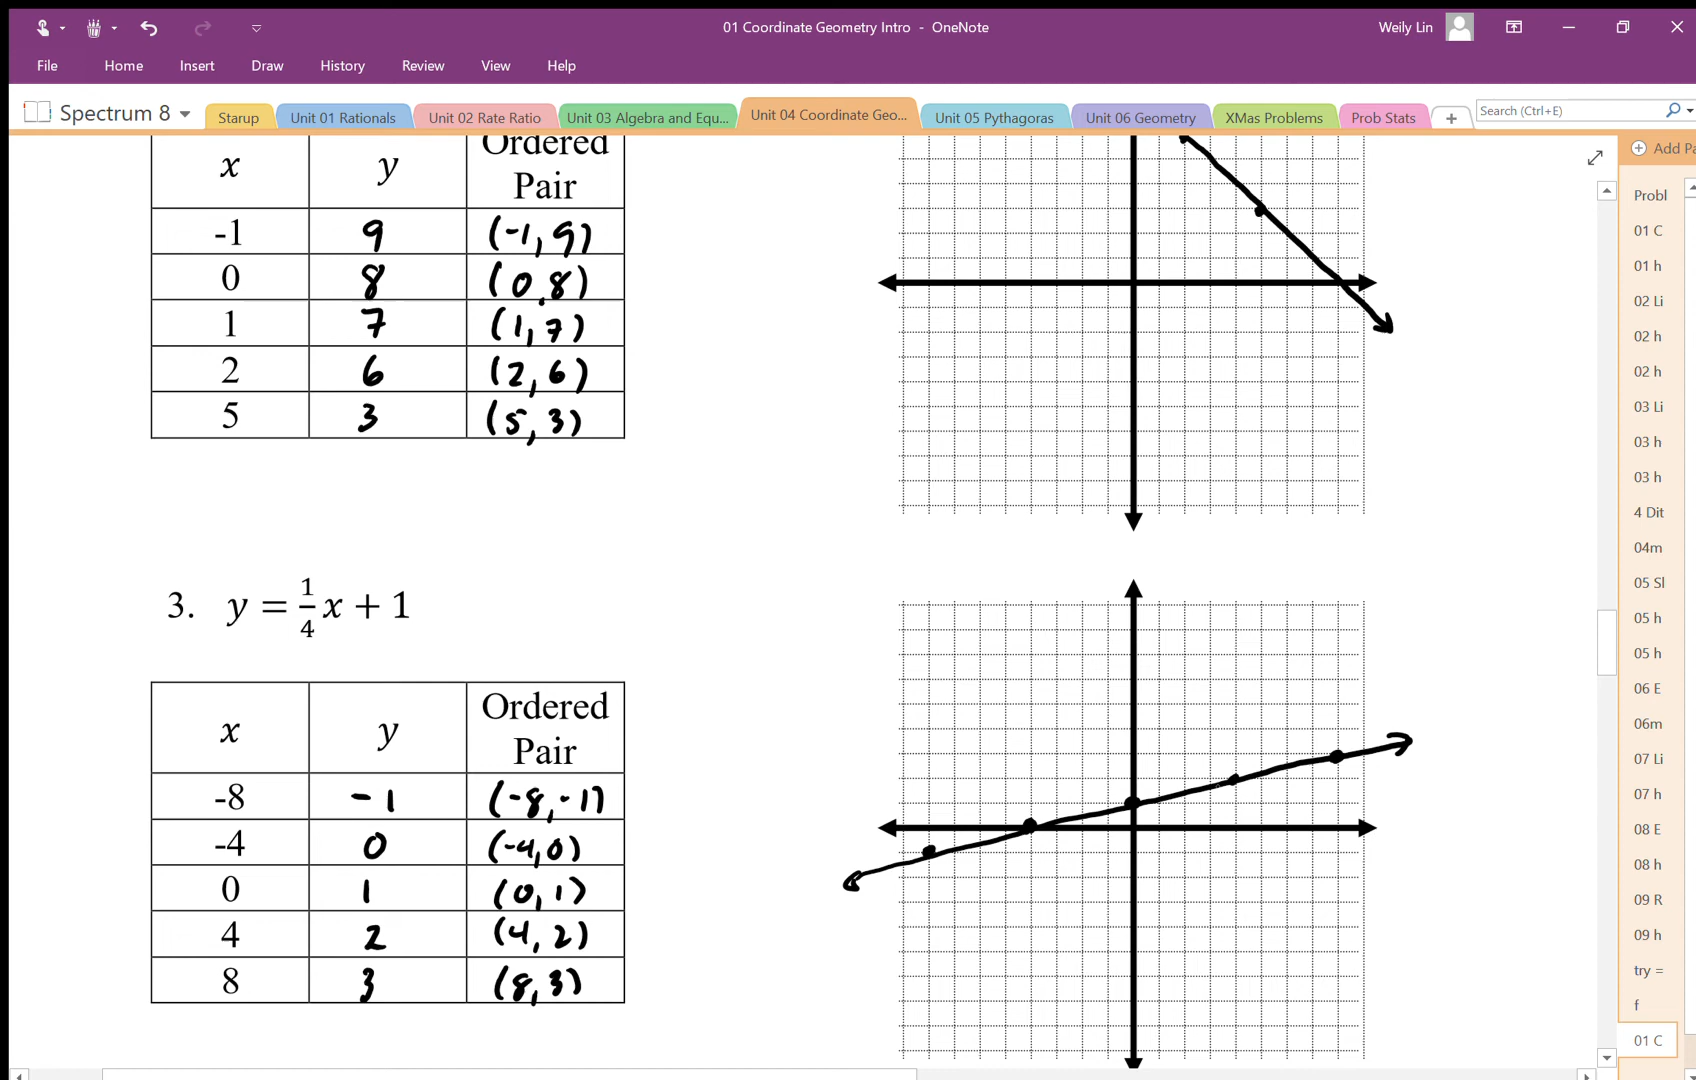 01 Coordinate Geometry Intro - OneNote
Weily Lin
File Home Insert Draw History Review View Help
Spectrum 8
Starup
Unit 01 Rationals
Unit 02 Rate Ratio
Unit 03 Algebra and Equ...
Unit 04 Coordinate Geo...
Unit 05 Pythagoras
Unit 06 Geometry
XMas Problems
Prob Stats
+
Search (Ctrl+E)
Add Pa
x y Ordered Pair
-1 9 (-1, 9)
0 8 (0, 8)
1 7 (1, 7)
2 6 (2, 6)
5 3 (5, 3)
3. y = 1/4 x + 1
x y Ordered Pair
-8 -1 (-8, -1)
-4 0 (-4, 0)
0 1 (0, 1)
4 2 (4, 2)
8 3 (8, 3)
Probl
01 C
01 h
02 Li
02 h
02 h
03 Li
03 h
03 h
4 Dit
04m
05 Sl
05 h
05 h
06 E
06m
07 Li
07 h
08 E
08 h
09 R
09 h
try =
f
01 C